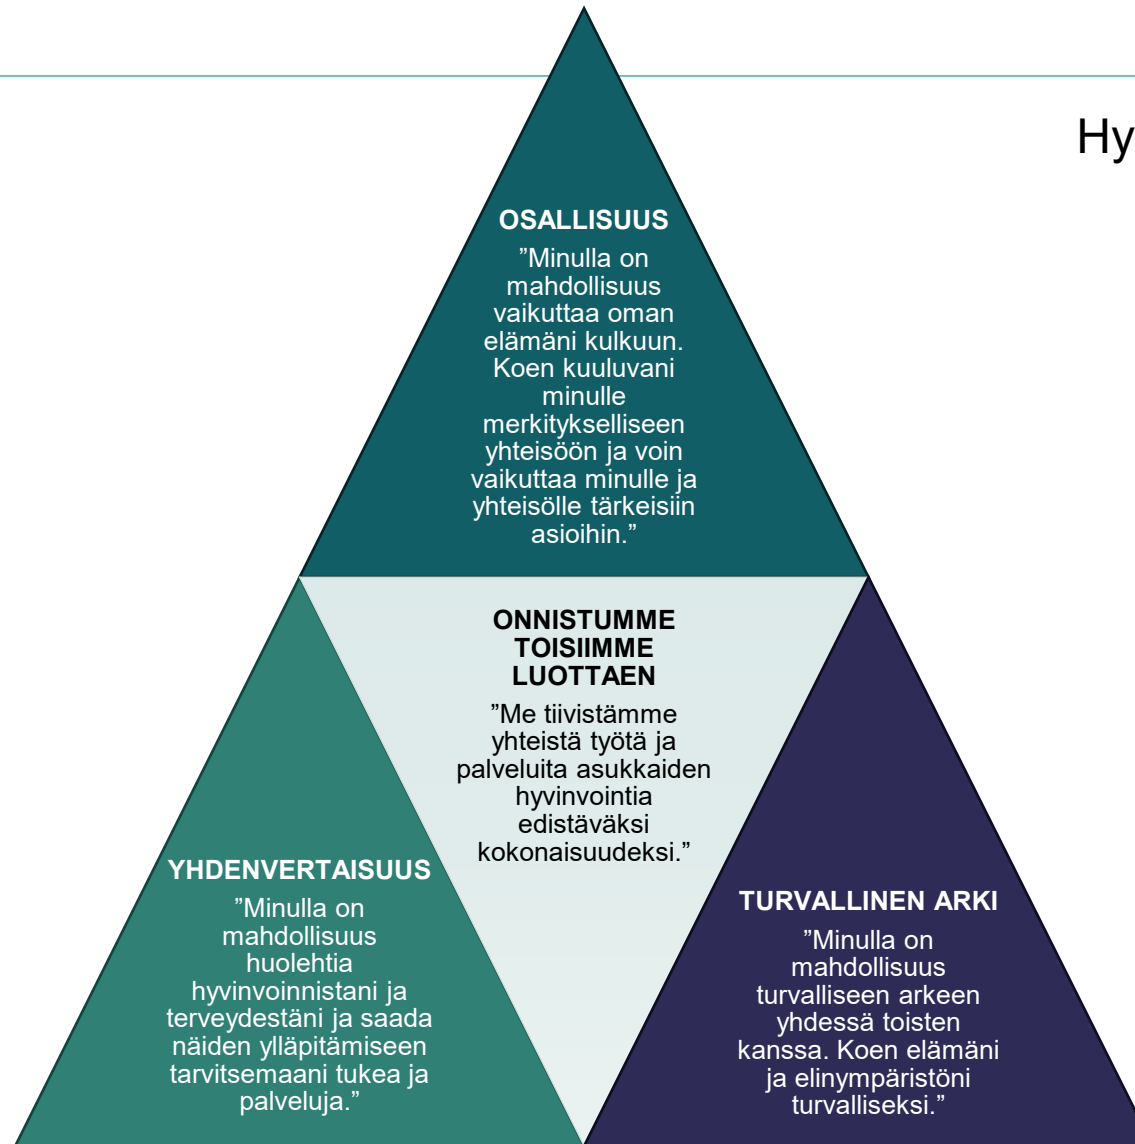 Hy
OSALLISUUS
”Minulla on
mahdollisuus
vaikuttaa oman
elämäni kulkuun.
Koen kuuluvani
minulle
merkitykselliseen
yhteisöön ja voin
vaikuttaa minulle ja
yhteisölle tärkeisiin
asioihin.”
ONNISTUMME
TOISIIMME
LUOTTAEN
”Me tiivistämme
yhteistä työtä ja
palveluita asukkaiden
hyvinvointia
edistäväksi
kokonaisuudeksi.”
YHDENVERTAISUUS
”Minulla on
mahdollisuus
huolehtia
hyvinvoinnistani ja
terveydestäni ja saada
näiden ylläpitämiseen
tarvitsemaani tukea ja
palveluja.”
TURVALLINEN ARKI
”Minulla on
mahdollisuus
turvalliseen arkeen
yhdessä toisten
kanssa. Koen elämäni
ja elinympäristöni
turvalliseksi.”